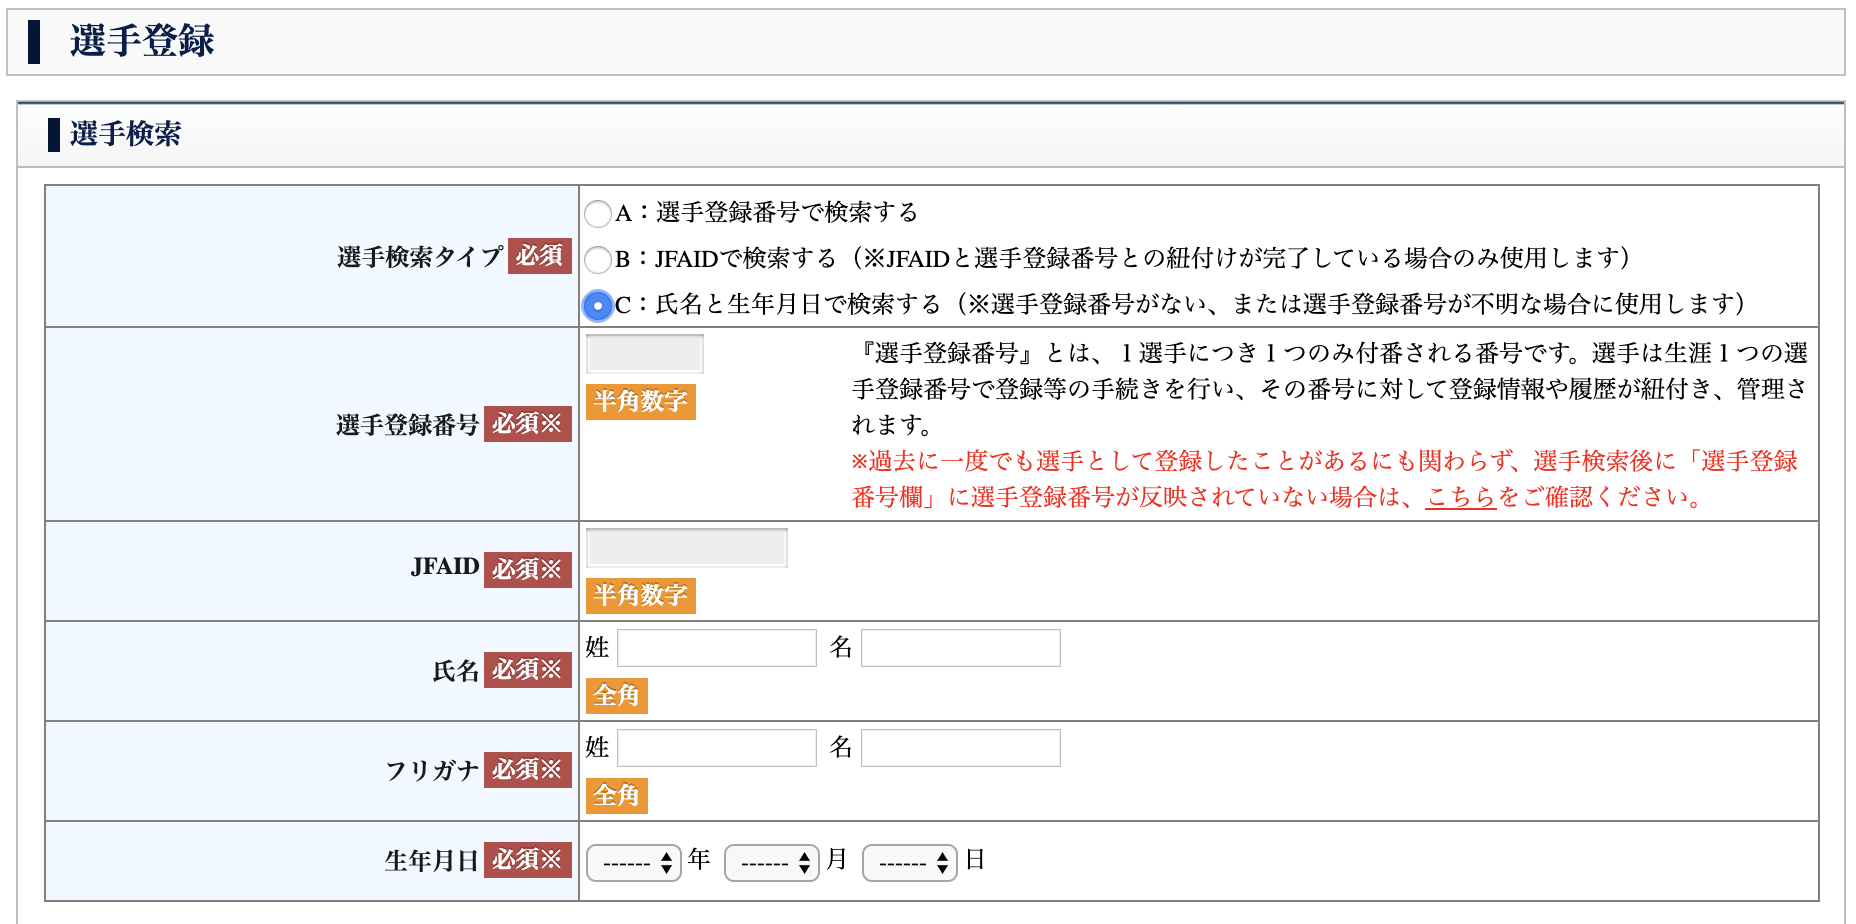 選手登録
選手検索
選手検索タイプ 必須
A：選手登録番号で検索する
B：JFAIDで検索する（※JFAIDと選手登録番号との紐付けが完了している場合のみ使用します）
C：氏名と生年月日で検索する（※選手登録番号がない、または選手登録番号が不明な場合に使用します）
選手登録番号 必須※
半角数字
『選手登録番号』とは、１選手につき１つのみ付番される番号です。選手は生涯１つの選
手登録番号で登録等の手続きを行い、その番号に対して登録情報や履歴が紐付き、管理さ
れます。
※過去に一度でも選手として登録したことがあるにも関わらず、選手検索後に「選手登録
番号欄」に選手登録番号が反映されていない場合は、こちらをご確認ください。
JFAID 必須※
半角数字
氏名 必須※
姓 名
全角
フリガナ 必須※
姓 名
全角
生年月日 必須※
------ 年 ------ 月 ------ 日